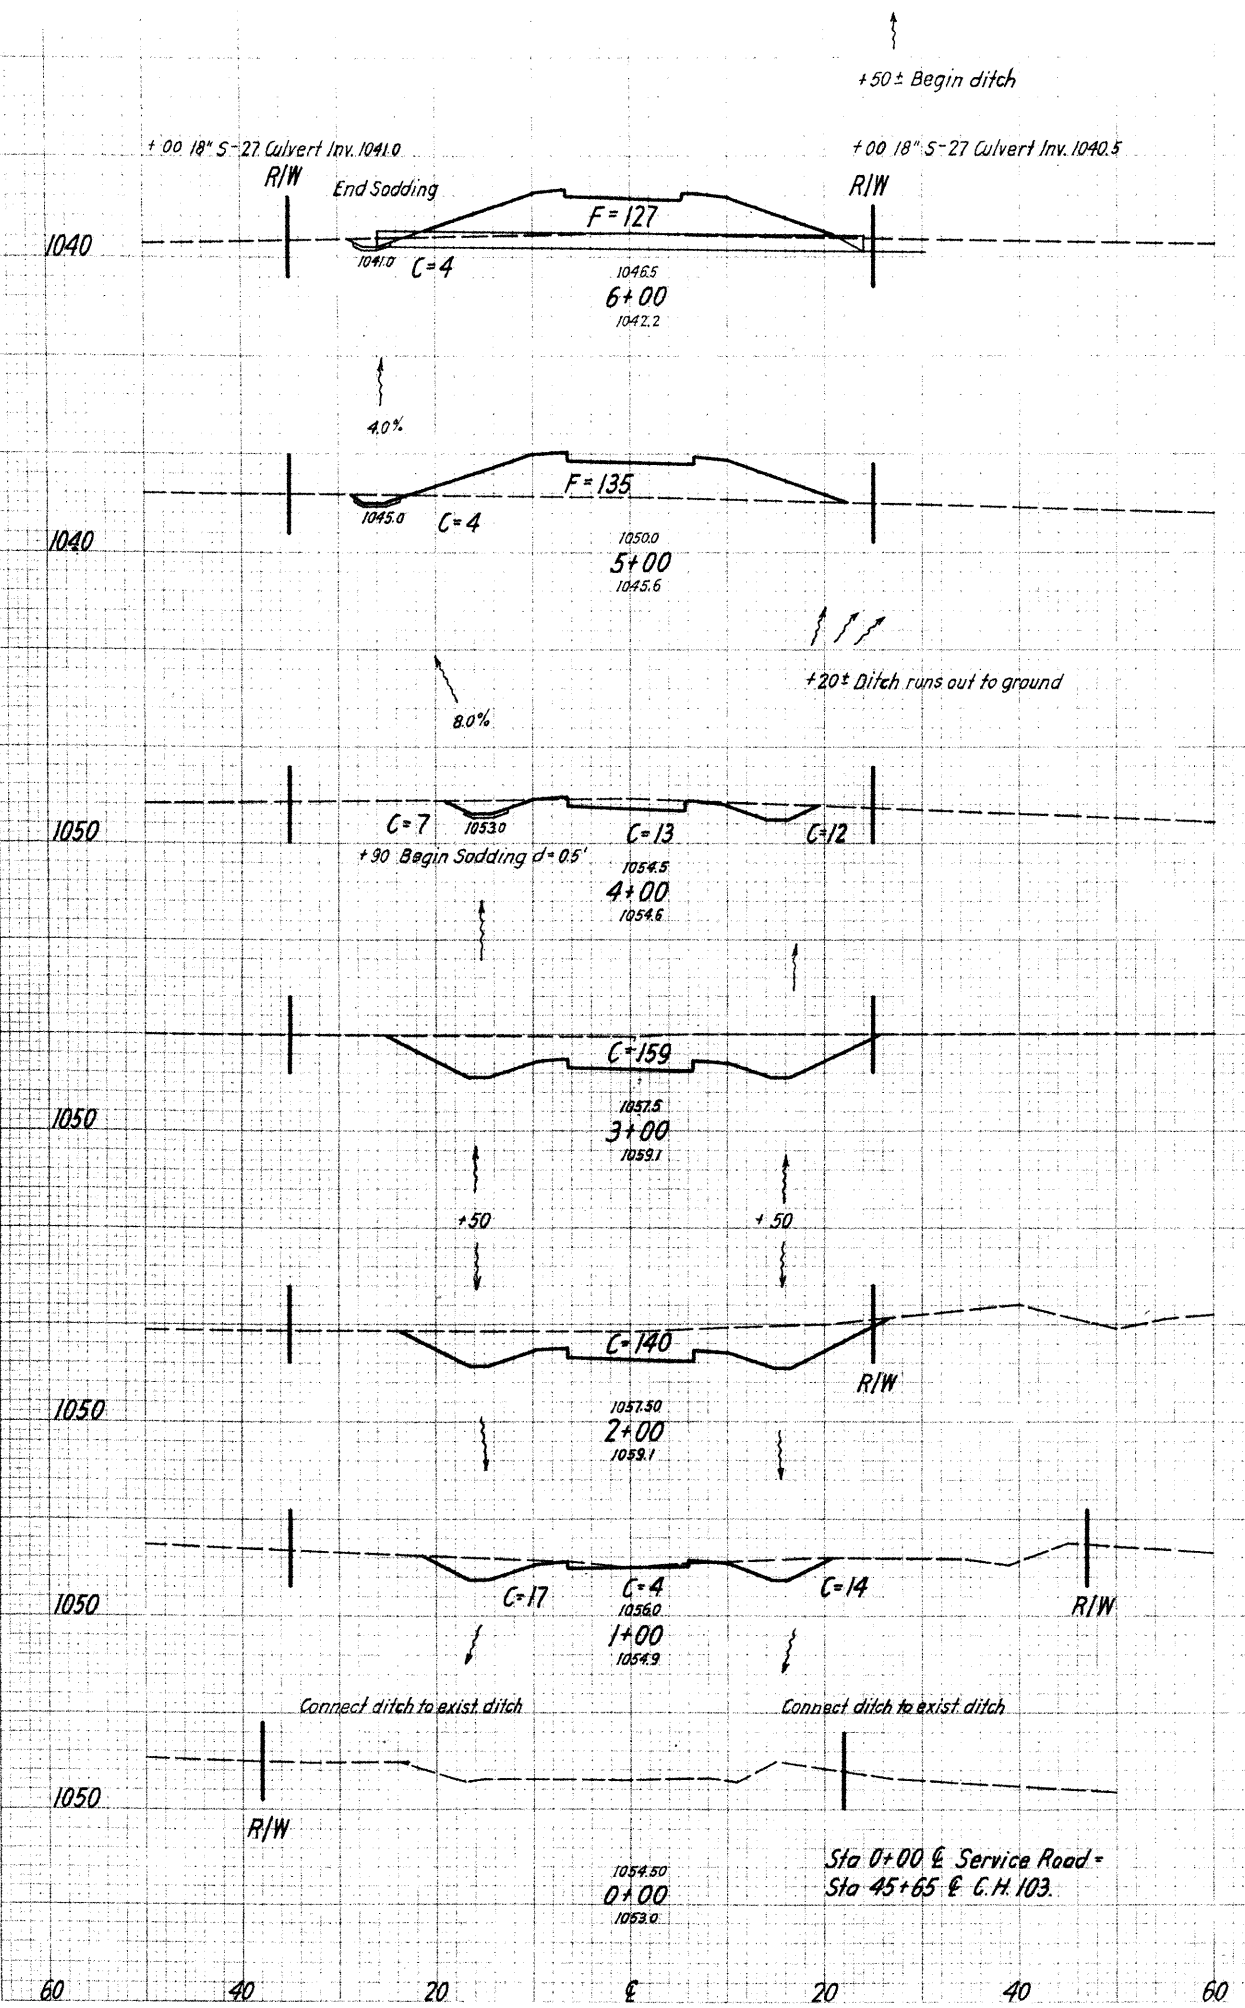 +50± Begin ditch
+00 18" S-27 Culvert Inv. 1041.0
+00 18" S-27 Culvert Inv. 1040.5
R/W
End Sodding
R/W
F=127
1040
1041.0
C=4
1046.5
6+00
1042.2
4.0%
F=135
1045.0
C=4
1040
1050.0
5+00
1045.6
+20± Ditch runs out to ground
8.0%
1050
C=7
1053.0
C=13
C=12
+90 Begin Sodding d=0.5'
1054.5
4+00
1054.6
C=159
1050
1057.5
3+00
1059.1
+50
+50
C=140
R/W
1050
1057.50
2+00
1059.1
C=17
C=4
C=14
1050
R/W
1056.0
1+00
1054.9
Connect ditch to exist. ditch
Connect ditch to exist ditch
1050
R/W
Sta 0+00 ℄ Service Road =
Sta 45+65 ℄ C.H. 103.
1054.50
0+00
1053.0
60
40
20
℄
20
40
60